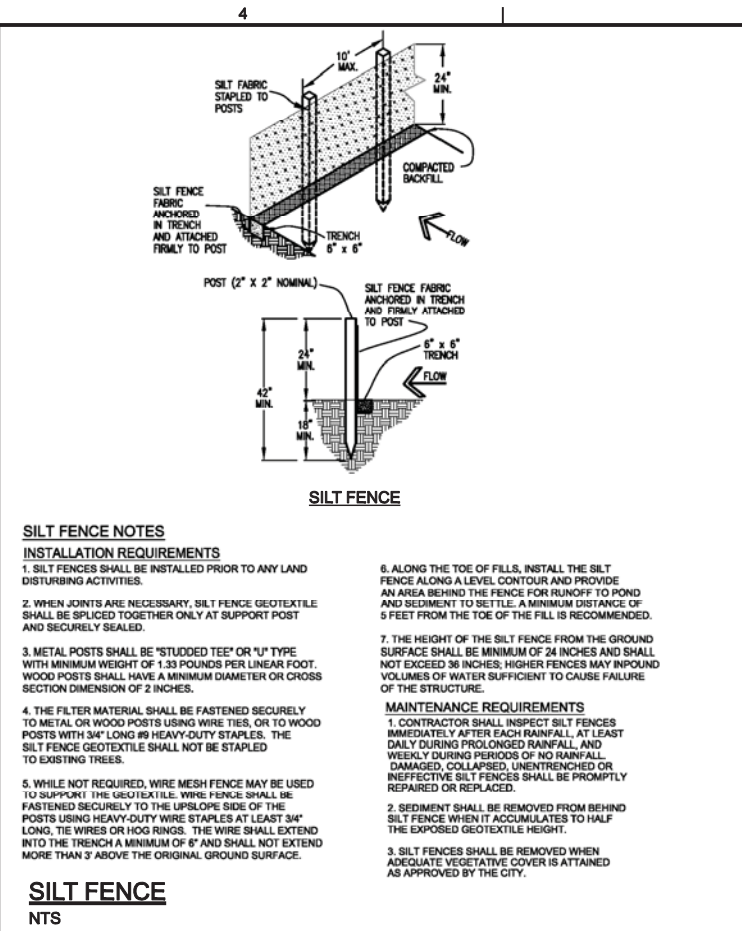 4
10'
MAX.
SILT FABRIC
STAPLED TO
POSTS
24"
MIN.
COMPACTED
BACKFILL
SILT FENCE
FABRIC
ANCHORED
IN TRENCH
AND ATTACHED
FIRMLY TO POST
TRENCH
6" x 6"
FLOW
POST (2" X 2" NOMINAL)
SILT FENCE FABRIC
ANCHORED IN TRENCH
AND FIRMLY ATTACHED
TO POST
6" x 6"
TRENCH
24"
MIN.
FLOW
42"
MIN.
18"
MIN.
SILT FENCE
SILT FENCE NOTES
INSTALLATION REQUIREMENTS
1. SILT FENCES SHALL BE INSTALLED PRIOR TO ANY LAND
DISTURBING ACTIVITIES.
2. WHEN JOINTS ARE NECESSARY, SILT FENCE GEOTEXTILE
SHALL BE SPLICED TOGETHER ONLY AT SUPPORT POST
AND SECURELY SEALED.
3. METAL POSTS SHALL BE "STUDDED TEE" OR "U" TYPE
WITH MINIMUM WEIGHT OF 1.33 POUNDS PER LINEAR FOOT.
WOOD POSTS SHALL HAVE A MINIMUM DIAMETER OR CROSS
SECTION DIMENSION OF 2 INCHES.
4. THE FILTER MATERIAL SHALL BE FASTENED SECURELY
TO METAL OR WOOD POSTS USING WIRE TIES, OR TO WOOD
POSTS WITH 3/4" LONG #9 HEAVY-DUTY STAPLES. THE
SILT FENCE GEOTEXTILE SHALL NOT BE STAPLED
TO EXISTING TREES.
5. WHILE NOT REQUIRED, WIRE MESH FENCE MAY BE USED
TO SUPPORT THE GEOTEXTILE. WIRE FENCE SHALL BE
FASTENED SECURELY TO THE UPSLOPE SIDE OF THE
POSTS USING HEAVY-DUTY WIRE STAPLES AT LEAST 3/4"
LONG, TIE WIRES OR HOG RINGS. THE WIRE SHALL EXTEND
INTO THE TRENCH A MINIMUM OF 6" AND SHALL NOT EXTEND
MORE THAN 3' ABOVE THE ORIGINAL GROUND SURFACE.
6. ALONG THE TOE OF FILLS, INSTALL THE SILT
FENCE ALONG A LEVEL CONTOUR AND PROVIDE
AN AREA BEHIND THE FENCE FOR RUNOFF TO POND
AND SEDIMENT TO SETTLE. A MINIMUM DISTANCE OF
5 FEET FROM THE TOE OF THE FILL IS RECOMMENDED.
7. THE HEIGHT OF THE SILT FENCE FROM THE GROUND
SURFACE SHALL BE MINIMUM OF 24 INCHES AND SHALL
NOT EXCEED 36 INCHES; HIGHER FENCES MAY INPOUND
VOLUMES OF WATER SUFFICIENT TO CAUSE FAILURE
OF THE STRUCTURE.
MAINTENANCE REQUIREMENTS
1. CONTRACTOR SHALL INSPECT SILT FENCES
IMMEDIATELY AFTER EACH RAINFALL, AT LEAST
DAILY DURING PROLONGED RAINFALL, AND
WEEKLY DURING PERIODS OF NO RAINFALL.
DAMAGED, COLLAPSED, UNENTRENCHED OR
INEFFECTIVE SILT FENCES SHALL BE PROMPTLY
REPAIRED OR REPLACED.
2. SEDIMENT SHALL BE REMOVED FROM BEHIND
SILT FENCE WHEN IT ACCUMULATES TO HALF
THE EXPOSED GEOTEXTILE HEIGHT.
3. SILT FENCES SHALL BE REMOVED WHEN
ADEQUATE VEGETATIVE COVER IS ATTAINED
AS APPROVED BY THE CITY.
SILT FENCE
NTS